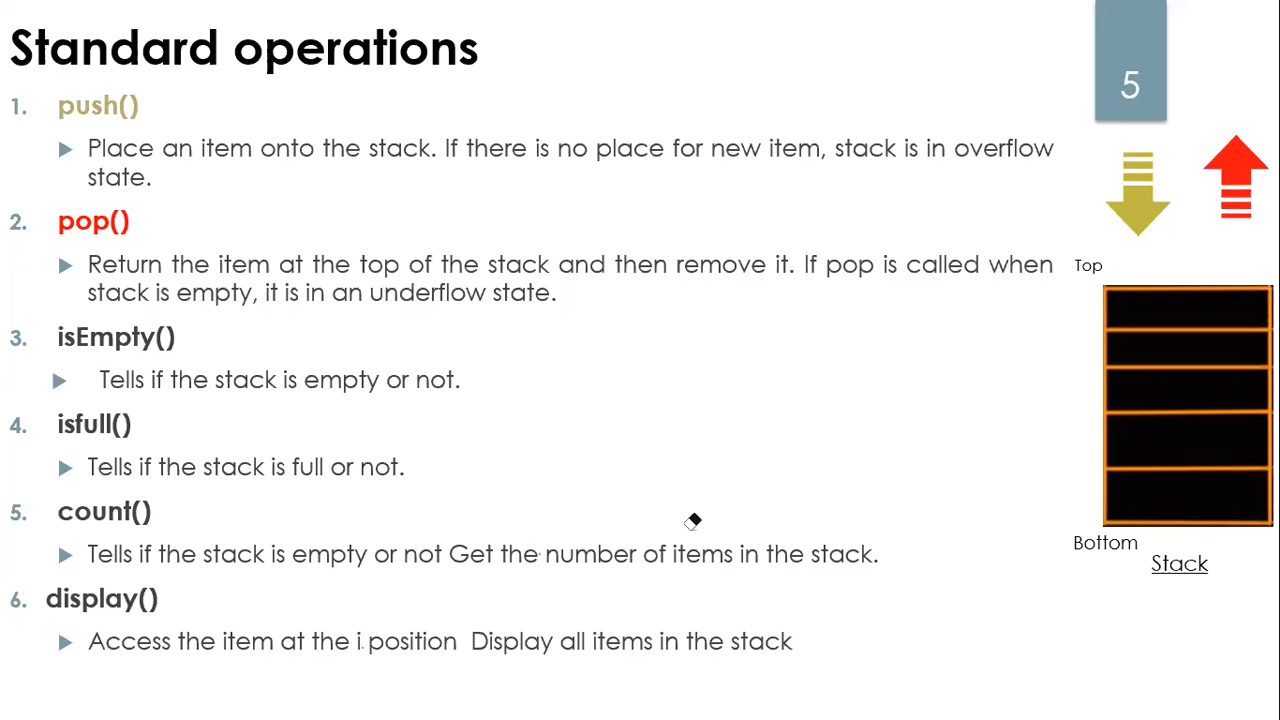 Standard operations
5
1. push()
Place an item onto the stack. If there is no place for new item, stack is in overflow
state.
2. pop()
Return the item at the top of the stack and then remove it. If pop is called when
stack is empty, it is in an underflow state.
3. isEmpty()
Tells if the stack is empty or not.
4. isfull()
Tells if the stack is full or not.
5. count()
Tells if the stack is empty or not Get the number of items in the stack.
6. display()
Access the item at the i position Display all items in the stack
Top
Bottom
Stack